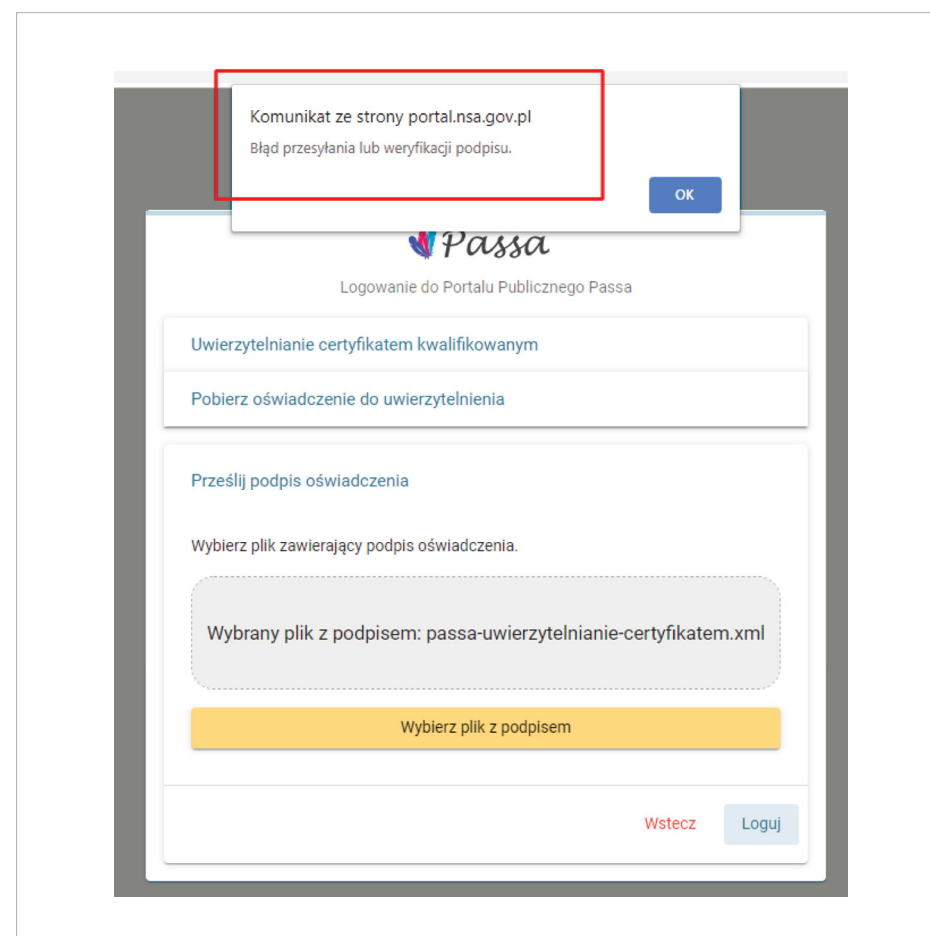 Komunikat ze strony portal.nsa.gov.pl
Błąd przesyłania lub weryfikacji podpisu.
OK
Passa
Logowanie do Portalu Publicznego Passa
Uwierzytelnianie certyfikatem kwalifikowanym
Pobierz oświadczenie do uwierzytelnienia
Prześlij podpis oświadczenia
Wybierz plik zawierający podpis oświadczenia.
Wybrany plik z podpisem: passa-uwierzytelnianie-certyfikatem.xml
Wybierz plik z podpisem
Wstecz Loguj